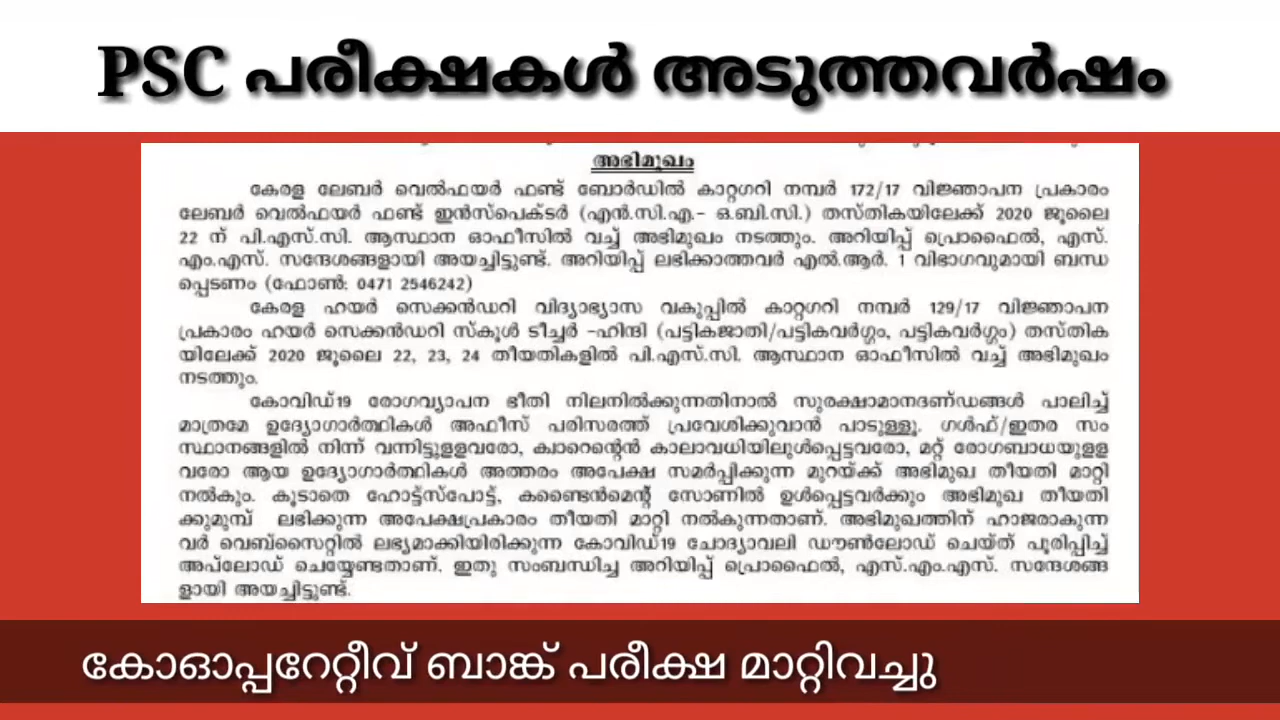 PSC പരീക്ഷകൾ അടുത്തവർഷം
അഭിമുഖം
കേരള ലേബർ വെൽഫയർ ഫണ്ട് ബോർഡിൽ കാറ്റഗറി നമ്പർ 172/17 വിജ്ഞാപന പ്രകാരം
ലേബർ വെൽഫയർ ഫണ്ട് ഇൻസ്പെക്ടർ (എൻ.സി.എ.- ഒ.ബി.സി.) തസ്തികയിലേക്ക് 2020 ജൂലൈ
22 ന് പി.എസ്.സി. ആസ്ഥാന ഓഫീസിൽ വച്ച് അഭിമുഖം നടത്തും. അറിയിപ്പ് പ്രൊഫൈൽ, എസ്.
എം.എസ്. സന്ദേശങ്ങളായി അയച്ചിട്ടുണ്ട്. അറിയിപ്പ് ലഭിക്കാത്തവർ എൽ.ആർ. 1 വിഭാഗവുമായി ബന്ധ
പ്പെടണം (ഫോൺ: 0471 2546242)
കേരള ഹയർ സെക്കൻഡറി വിദ്യാഭ്യാസ വകുപ്പിൽ കാറ്റഗറി നമ്പർ 129/17 വിജ്ഞാപന
പ്രകാരം ഹയർ സെക്കൻഡറി സ്കൂൾ ടീച്ചർ -ഹിന്ദി (പട്ടികജാതി/പട്ടികവർഗ്ഗം, പട്ടികവർഗ്ഗം) തസ്തിക
യിലേക്ക് 2020 ജൂലൈ 22, 23, 24 തീയതികളിൽ പി.എസ്.സി. ആസ്ഥാന ഓഫീസിൽ വച്ച് അഭിമുഖം
നടത്തും.
കോവിഡ്19 രോഗവ്യാപന ഭീതി നിലനിൽക്കുന്നതിനാൽ സുരക്ഷാമാനദണ്ഡങ്ങൾ പാലിച്ച്
മാത്രമേ ഉദ്യോഗാർത്ഥികൾ അഫീസ് പരിസരത്ത് പ്രവേശിക്കുവാൻ പാടുള്ളൂ. ഗൾഫ്/ഇതര സം
സ്ഥാനങ്ങളിൽ നിന്ന് വന്നിട്ടുളളവരോ, ക്വാറെന്റെൻ കാലാവധിയിലുൾപ്പെട്ടവരോ, മറ്റ് രോഗബാധയുളള
വരോ ആയ ഉദ്യോഗാർത്ഥികൾ അത്തരം അപേക്ഷ സമർപ്പിക്കുന്ന മുറയ്ക്ക് അഭിമുഖ തീയതി മാറ്റി
നൽകും. കൂടാതെ ഹോട്ട്സ്പോട്ട്, കണ്ടൈൻമെന്റ് സോണിൽ ഉൾപ്പെട്ടവർക്കും അഭിമുഖ തീയതി
ക്കുമുമ്പ് ലഭിക്കുന്ന അപേക്ഷപ്രകാരം തീയതി മാറ്റി നൽകുന്നതാണ്. അഭിമുഖത്തിന് ഹാജരാകുന്ന
വർ വെബ്സൈറ്റിൽ ലഭ്യമാക്കിയിരിക്കുന്ന കോവിഡ്19 ചോദ്യാവലി ഡൗൺലോഡ് ചെയ്ത് പൂരിപ്പിച്ച്
അപ്‌ലോഡ് ചെയ്യേണ്ടതാണ്. ഇതു സംബന്ധിച്ച അറിയിപ്പ് പ്രൊഫൈൽ, എസ്.എം.എസ്. സന്ദേശങ്ങ
ളായി അയച്ചിട്ടുണ്ട്.
കോഓപ്പറേറ്റീവ് ബാങ്ക് പരീക്ഷ മാറ്റിവച്ചു